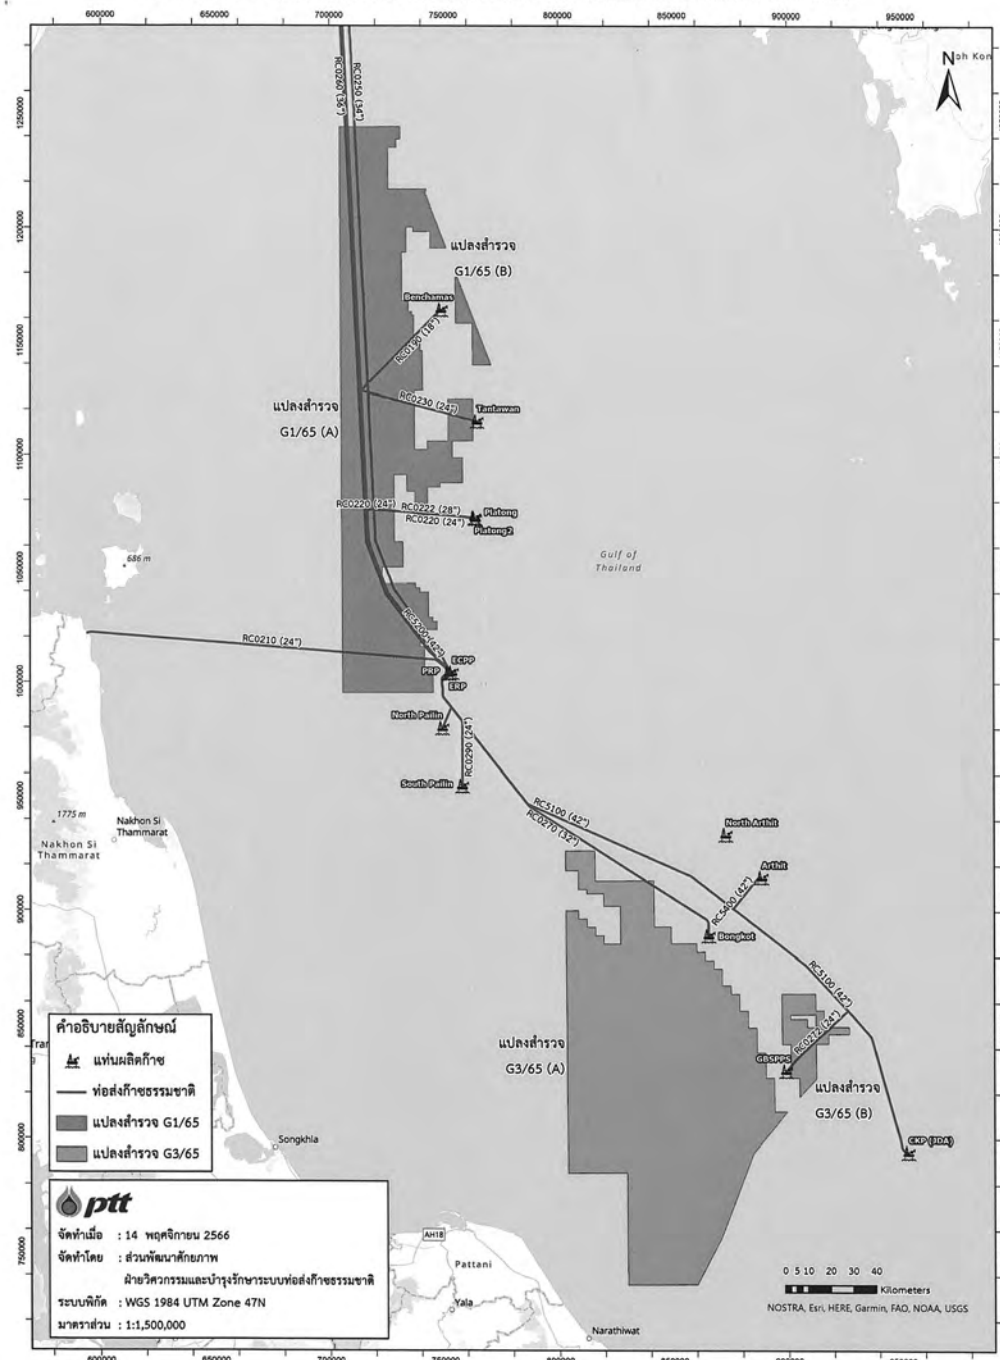 600000 650000 700000 750000 800000 850000 900000 950000
N
oh Kon
RC0260 (36")
RC0250 (34")
1250000
1200000
1150000
1100000
1050000
1000000
950000
900000
850000
800000
750000
แปลงสำรวจ
G1/65 (B)
Benchamas
RC0190 (18")
แปลงสำรวจ
G1/65 (A)
RC0230 (24")
Tantawan
RC0220 (24")
RC0222 (28")
Platong
RC0220 (24")
Platong2
686 m
Gulf of
Thailand
RC5200 (42")
RC0210 (24")
ECPP
PRP
ERP
North Pailin
RC0290 (24")
South Pailin
1775 m
Nakhon Si
Thammarat
Nakhon Si
Thammarat
RC5100 (42")
RC0270 (32")
North Arthit
Arthit
RC5400 (42")
Bongkot
RC5100 (42")
RC0272 (24")
แปลงสำรวจ
G3/65 (A)
GBSPPS
แปลงสำรวจ
G3/65 (B)
CKP (JDA)
Tran
คำอธิบายสัญลักษณ์
แท่นผลิตก๊าซ
ท่อส่งก๊าซธรรมชาติ
แปลงสำรวจ G1/65
แปลงสำรวจ G3/65
Songkhla
ptt
จัดทำเมื่อ : 14 พฤศจิกายน 2566
จัดทำโดย : ส่วนพัฒนาศักยภาพ
ฝ่ายวิศวกรรมและบำรุงรักษาระบบท่อส่งก๊าซธรรมชาติ
ระบบพิกัด : WGS 1984 UTM Zone 47N
มาตราส่วน : 1:1,500,000
AH18
Pattani
Yala
Narathiwat
0 5 10 20 30 40
Kilometers
NOSTRA, Esri, HERE, Garmin, FAO, NOAA, USGS
600000 650000 700000 750000 800000 850000 900000